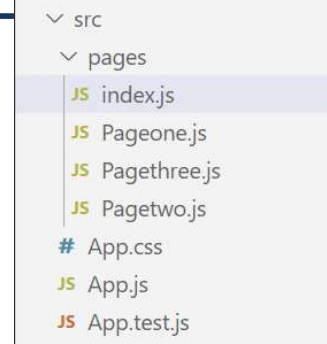 src
pages
JS index.js
JS Pageone.js
JS Pagethree.js
JS Pagetwo.js
# App.css
JS App.js
JS App.test.js